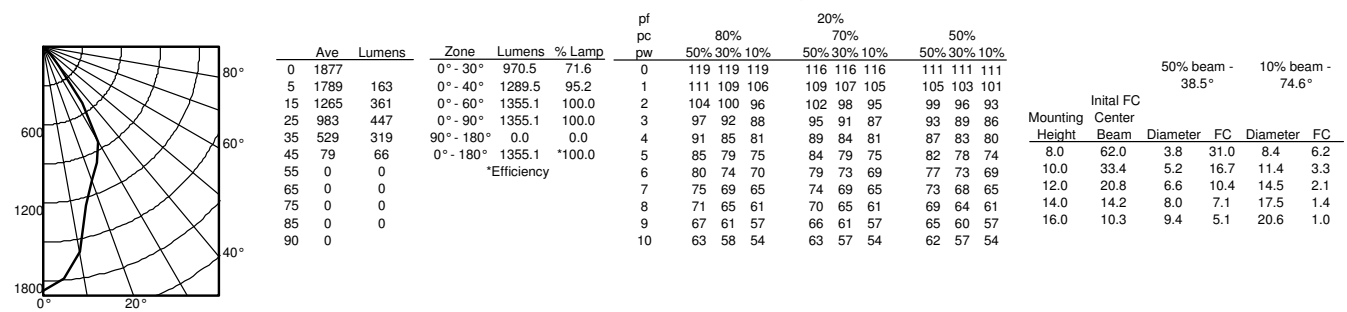 600
1200
1800
0°
20°
40°
60°
80°
Ave Lumens
0 1877
5 1789 163
15 1265 361
25 983 447
35 529 319
45 79 66
55 0 0
65 0 0
75 0 0
85 0 0
90 0
Zone Lumens % Lamp
0° - 30° 970.5 71.6
0° - 40° 1289.5 95.2
0° - 60° 1355.1 100.0
0° - 90° 1355.1 100.0
90° - 180° 0.0 0.0
0° - 180° 1355.1 *100.0
*Efficiency
pf 20%
pc 80% 70% 50%
pw 50% 30% 10% 50% 30% 10% 50% 30% 10%
0 119 119 119 116 116 116 111 111 111
1 111 109 106 109 107 105 105 103 101
2 104 100 96 102 98 95 99 96 93
3 97 92 88 95 91 87 93 89 86
4 91 85 81 89 84 81 87 83 80
5 85 79 75 84 79 75 82 78 74
6 80 74 70 79 73 69 77 73 69
7 75 69 65 74 69 65 73 68 65
8 71 65 61 70 65 61 69 64 61
9 67 61 57 66 61 57 65 60 57
10 63 58 54 63 57 54 62 57 54
50% beam - 10% beam -
38.5° 74.6°
Inital FC
Mounting Center
Height Beam Diameter FC Diameter FC
8.0 62.0 3.8 31.0 8.4 6.2
10.0 33.4 5.2 16.7 11.4 3.3
12.0 20.8 6.6 10.4 14.5 2.1
14.0 14.2 8.0 7.1 17.5 1.4
16.0 10.3 9.4 5.1 20.6 1.0